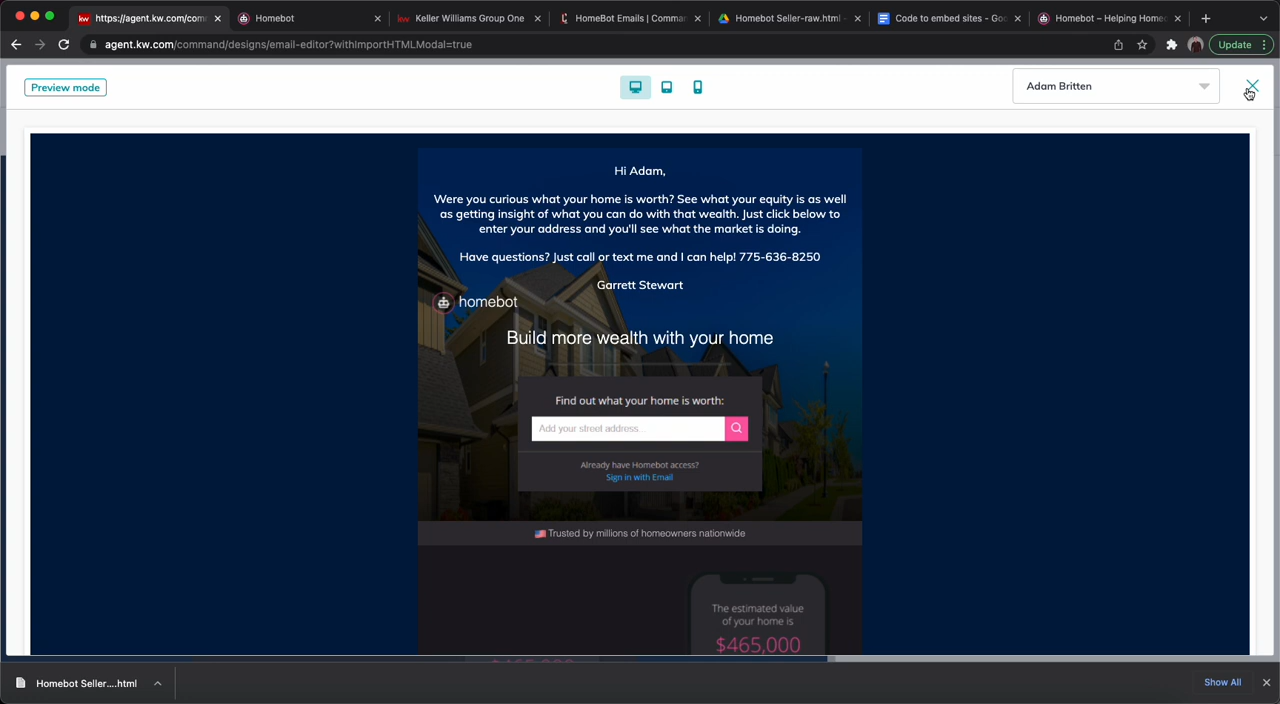 https://agent.kw.com/com
Homebot
Keller Williams Group One
HomeBot Emails | Comman
Homebot Seller-raw.html -
Code to embed sites - Goo
Homebot – Helping Homeo
agent.kw.com/command/designs/email-editor?withImportHTMLModal=true
Update
Preview mode
Adam Britten
Hi Adam,
Were you curious what your home is worth? See what your equity is as well
as getting insight of what you can do with that wealth. Just click below to
enter your address and you'll see what the market is doing.
Have questions? Just call or text me and I can help! 775-636-8250
Garrett Stewart
homebot
Build more wealth with your home
Find out what your home is worth:
Add your street address...
Already have Homebot access?
Sign in with Email
Trusted by millions of homeowners nationwide
The estimated value
of your home is
$465,000
Homebot Seller....html
Show All